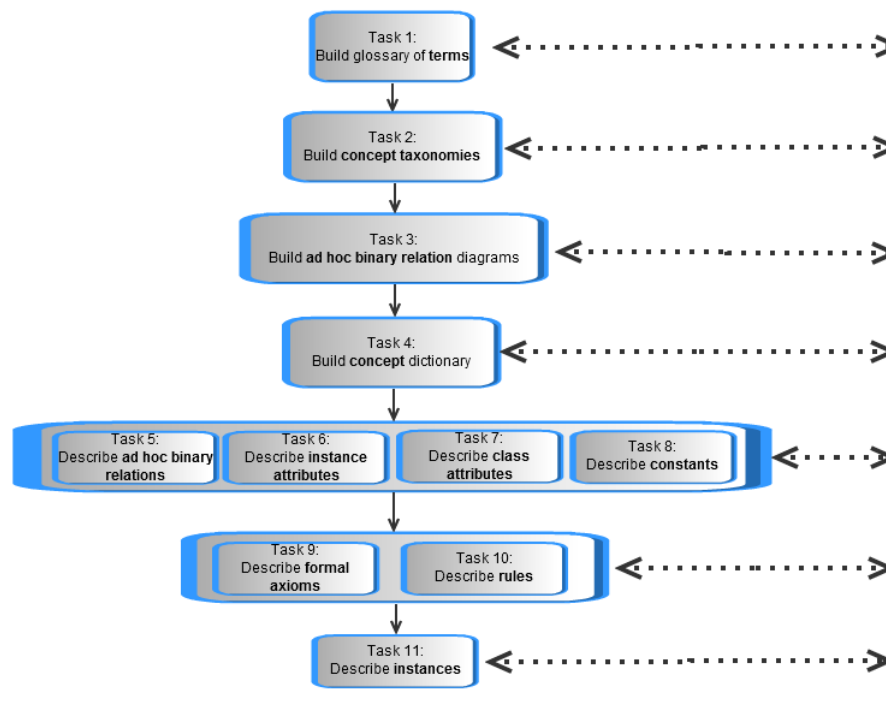 Task 1:
Build glossary of terms
Task 2:
Build concept taxonomies
Task 3:
Build ad hoc binary relation diagrams
Task 4:
Build concept dictionary
Task 5:
Describe ad hoc binary
relations
Task 6:
Describe instance
attributes
Task 7:
Describe class
attributes
Task 8:
Describe constants
Task 9:
Describe formal
axioms
Task 10:
Describe rules
Task 11:
Describe instances